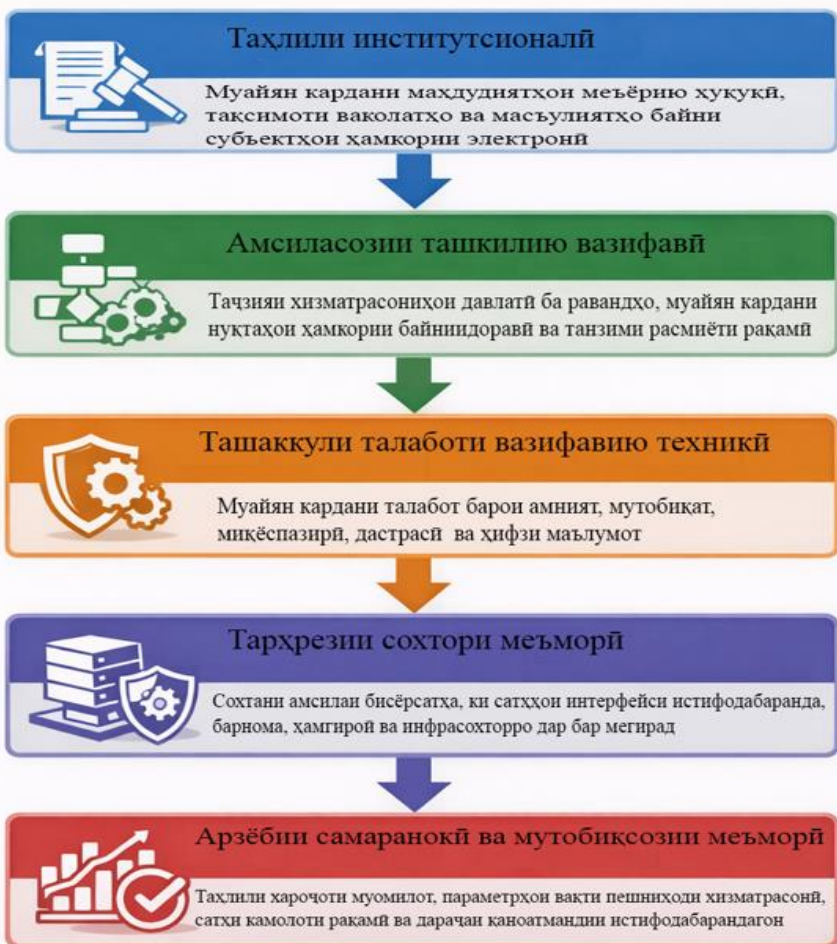 Таҳлили институтсионалӣ
Муайян кардани маҳдудиятҳои меъёрию ҳуқуқӣ,
тақсимоти ваколатҳо ва масъулиятҳо байни
субъектҳои ҳамкории электронӣ
Амсиласозии ташкилию вазифавӣ
Таҷзияи хизматрасониҳои давлатӣ ба равандҳо, муайян кардани
нуқтаҳои ҳамкории байниидоравӣ ва танзими расмиёти рақамӣ
Ташаккули талаботи вазифавию техникӣ
Муайян кардани талабот барои амният, мутобиқат,
миқёспазирӣ, дастрасӣ ва ҳифзи маълумот
Тарҳрезии сохтори меъморӣ
Сохтани амсилаи бисёрсатҳа, ки сатҳҳои интерфейси истифодабаранда,
барнома, ҳамгироӣ ва инфрасохторро дар бар мегирад
Арзёбии самаранокӣ ва мутобиқсозии меъморӣ
Таҳлили хароҷоти муомилот, параметрҳои вақти пешниҳоди хизматрасонӣ,
сатҳи камолоти рақамӣ ва дараҷаи қаноатмандии истифодабарандагон